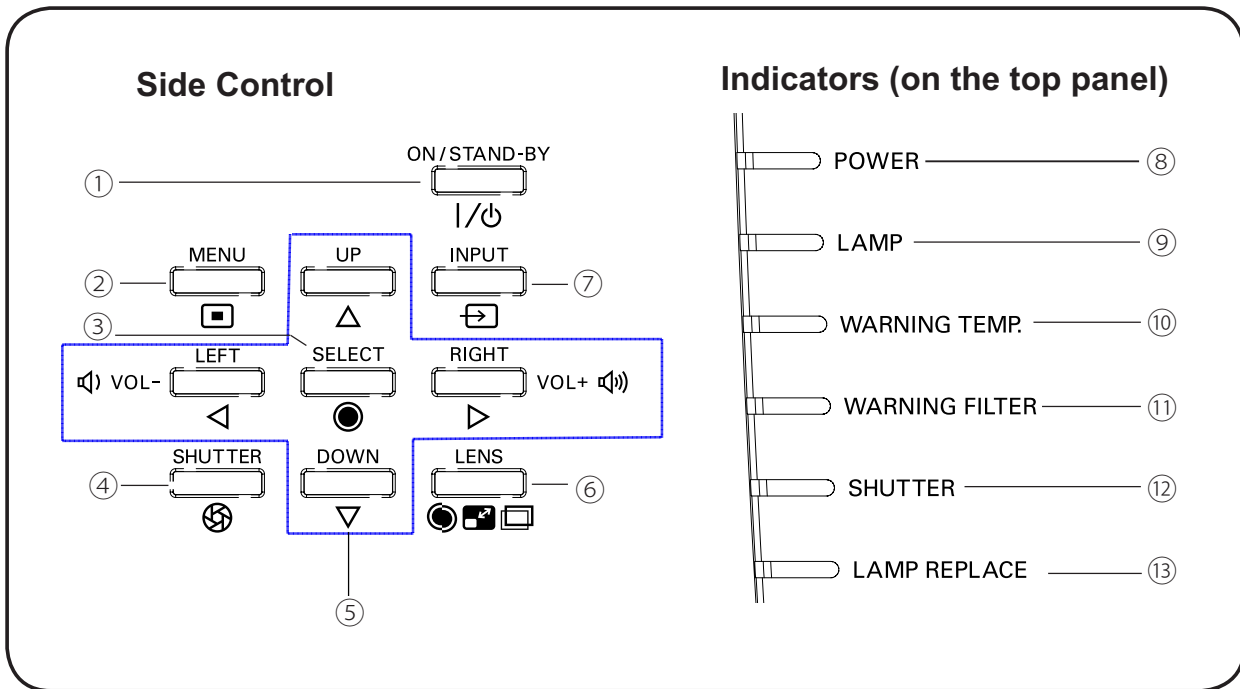 Side Control
Indicators (on the top panel)
ON/STAND-BY
①
MENU
UP
INPUT
②
⑦
③
LEFT
SELECT
RIGHT
VOL-
VOL+
SHUTTER
DOWN
LENS
④
⑥
⑤
POWER ⑧
LAMP ⑨
WARNING TEMP. ⑩
WARNING FILTER ⑪
SHUTTER ⑫
LAMP REPLACE ⑬